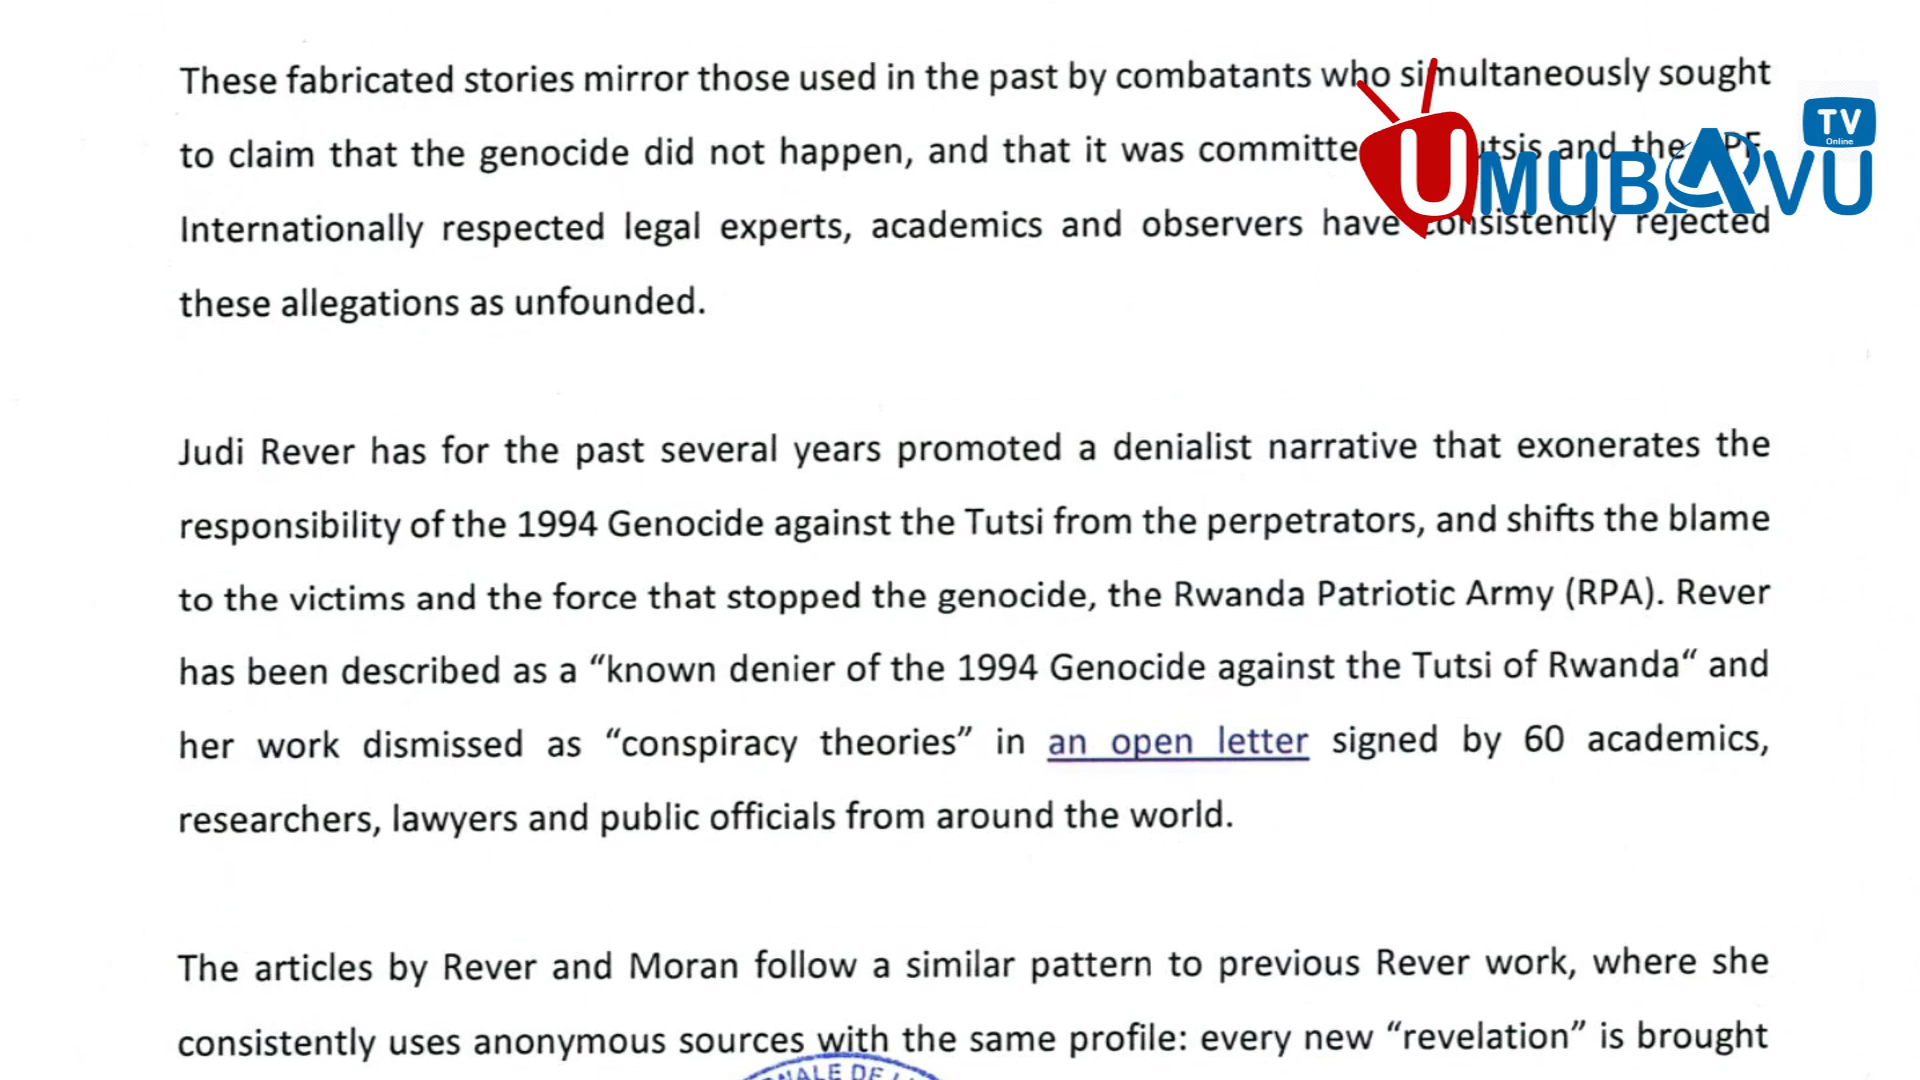 These fabricated stories mirror those used in the past by combatants who simultaneously sought
to claim that the genocide did not happen, and that it was and the
Internationally respected legal experts, academics and observers have consistently rejected
these allegations as unfounded.
Judi Rever has for the past several years promoted a denialist narrative that exonerates the
responsibility of the 1994 Genocide against the Tutsi from the perpetrators, and shifts the blame
to the victims and the force that stopped the genocide, the Rwanda Patriotic Army (RPA). Rever
has been described as a “known denier of the 1994 Genocide against the Tutsi of Rwanda“ and
her work dismissed as “conspiracy theories” in an open letter signed by 60 academics,
researchers, lawyers and public officials from around the world.
The articles by Rever and Moran follow a similar pattern to previous Rever work, where she
consistently uses anonymous sources with the same profile: every new “revelation” is brought
UMUBAVU
TV
Online
DE